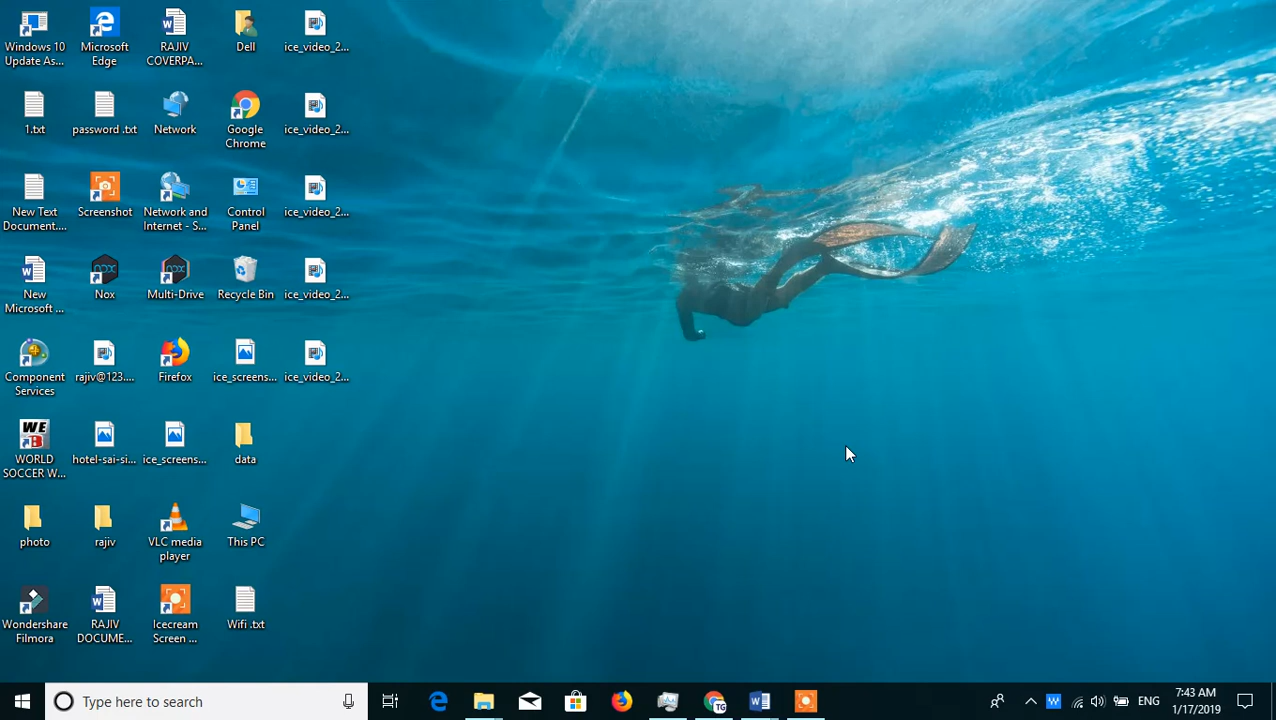 Windows 10
Update As...
Microsoft
Edge
RAJIV
COVERPA...
Dell
ice_video_2...
1.txt
password .txt
Network
Google
Chrome
ice_video_2...
New Text
Document....
Screenshot
Network and
Internet - S...
Control
Panel
ice_video_2...
New
Microsoft ...
Nox
Multi-Drive
Recycle Bin
ice_video_2...
Component
Services
rajiv@123....
Firefox
ice_screens...
ice_video_2...
WE
WORLD
SOCCER W...
hotel-sai-si...
ice_screens...
data
photo
rajiv
VLC media
player
This PC
Wondershare
Filmora
RAJIV
DOCUME...
Icecream
Screen ...
Wifi .txt
Type here to search
TG
ENG
7:43 AM
1/17/2019